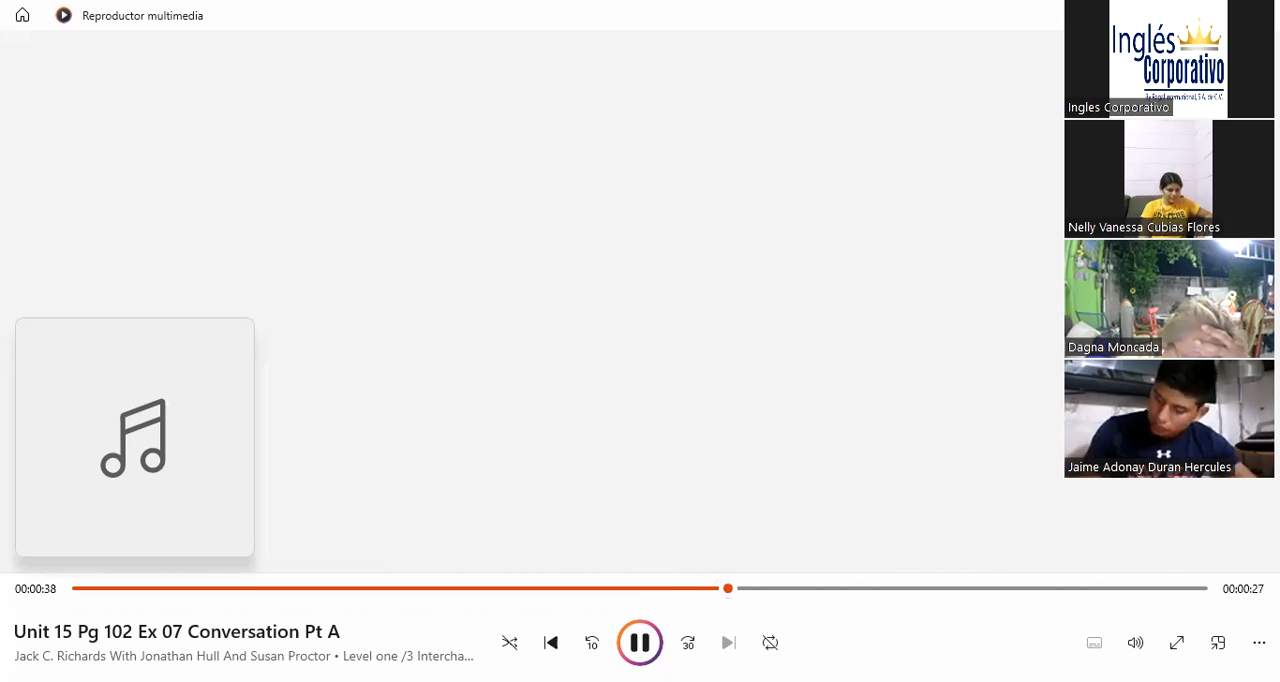 Reproductor multimedia
Inglés
Corporativo
Ingles Corporativo
Nelly Vanessa Cubias Flores
Dagna Moncada
Jaime Adonay Duran Hercules
00:00:38
00:00:27
Unit 15 Pg 102 Ex 07 Conversation Pt A
Jack C. Richards With Jonathan Hull And Susan Proctor • Level one /3 Intercha...
10
30